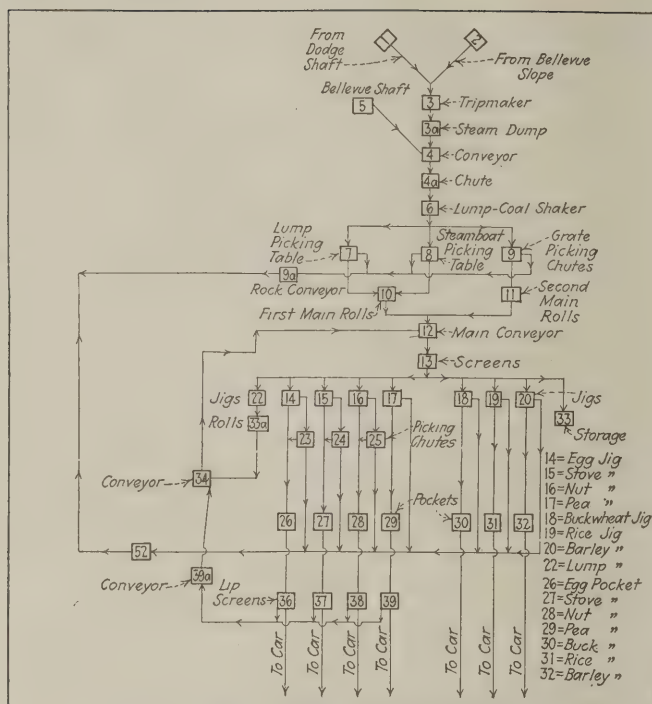 From
Dodge
Shaft
1
2
From Bellevue
Slope
Bellevue Shaft
5
3
Tripmaker
3a
Steam Dump
4
Conveyor
4a
Chute
6
Lump-Coal Shaker
Lump
Picking
Table
7
Steamboat
Picking
Table
8
9
Grate
Picking
Chutes
9a
Rock Conveyor
10
11
Second
Main
Rolls
First Main Rolls
12
Main Conveyor
13
Screens
22
14
15
16
17
18
19
20
Jigs
Jigs
33
Storage
Rolls
33a
23
24
25
Picking
Chutes
Conveyor
34
26
27
28
29
Pockets
30
31
32
52
Conveyor
39a
Lip
Screens
36
37
38
39
To Car
To Car
To Car
To Car
To Car
To Car
To Car
14=Egg Jig
15=Stove "
16=Nut "
17=Pea "
18=Buckwheat Jig
19=Rice Jig
20=Barley "
22=Lump "
26=Egg Pocket
27=Stove "
28=Nut "
29=Pea "
30=Buck "
31=Rice "
32=Barley "